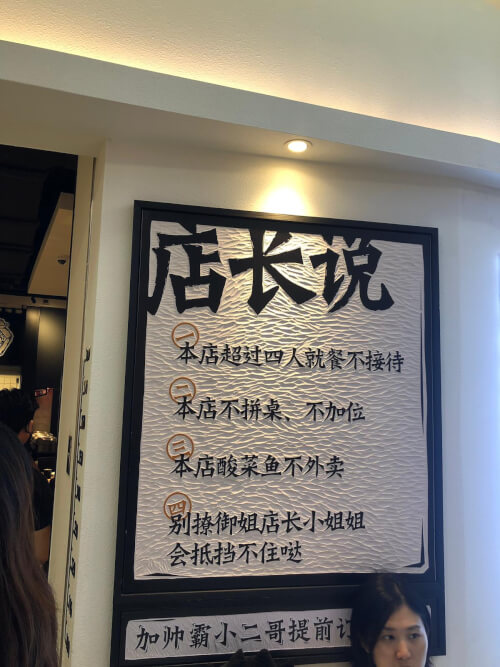 店长说
一
本店超过四人就餐不接待
二
本店不拼桌、不加位
三
本店酸菜鱼不外卖
四
别撩御姐店长小姐姐
会抵挡不住哒
加帅霸小二哥提前订